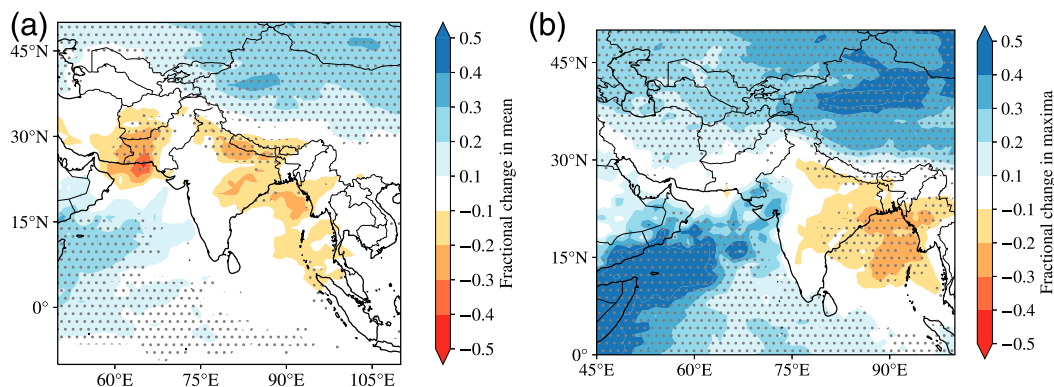 (a)
45°N
30°N
15°N
0°
60°E 75°E 90°E 105°E
0.5
0.4
0.3
0.2
0.1
−0.1
−0.2
−0.3
−0.4
−0.5
Fractional change in mean
(b)
45°N
30°N
15°N
0°
45°E 60°E 75°E 90°E
0.5
0.4
0.3
0.2
0.1
−0.1
−0.2
−0.3
−0.4
−0.5
Fractional change in maxima